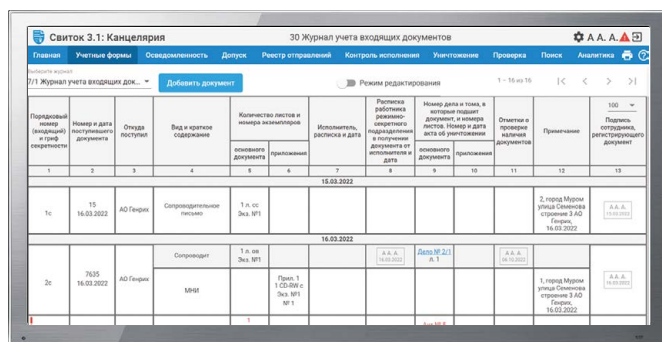 Свиток 3.1: Канцелярия
30 Журнал учета входящих документов
А А. А.
Главная Учетные формы Осведомленность Допуск Реестр отправлений Контроль исполнения Уничтожение Проверка Поиск Аналитика
Выберите журнал
7/1 Журнал учета входящих док...
Добавить документ
Режим редактирования
1 – 16 из 16
Порядковый номер (входящий) и гриф секретности
Номер и дата поступившего документа
Откуда поступил
Вид и краткое содержание
Количество листов и номера экземпляров
основного документа
приложения
Исполнитель, расписка и дата
Расписка работника режимно-секретного подразделения в получении документа от исполнителя и дата
Номер дела и тома, в которые подшит документ, и номера листов. Номер и дата акта об уничтожении
основного документа
приложения
Отметки о проверке наличия документов
Примечание
100
Подпись сотрудника, регистрирующего документ
1 2 3 4 5 6 7 8 9 10 11 12 13
15.03.2022
1с
15
16.03.2022
АО Генрих
Сопроводительное письмо
1 л. сс
Экз. №1
2, город Муром
улица Семенова
строение 3 АО
Генрих,
16.03.2022
А А. А.
16.03.2022
2с
7635
16.03.2022
АО Генрих
Сопроводит
1 л. ов
Экз. №1
А А. А.
16.03.2022
Дело № 2/1
л. 1
А А. А.
МНИ
Прил. 1
1 CD-RW с
Экз. №1
№ 1
1, город Муром
улица Семенова
строение 3 АО
Генрих,
16.03.2022
А А. А.
16.03.2022
1